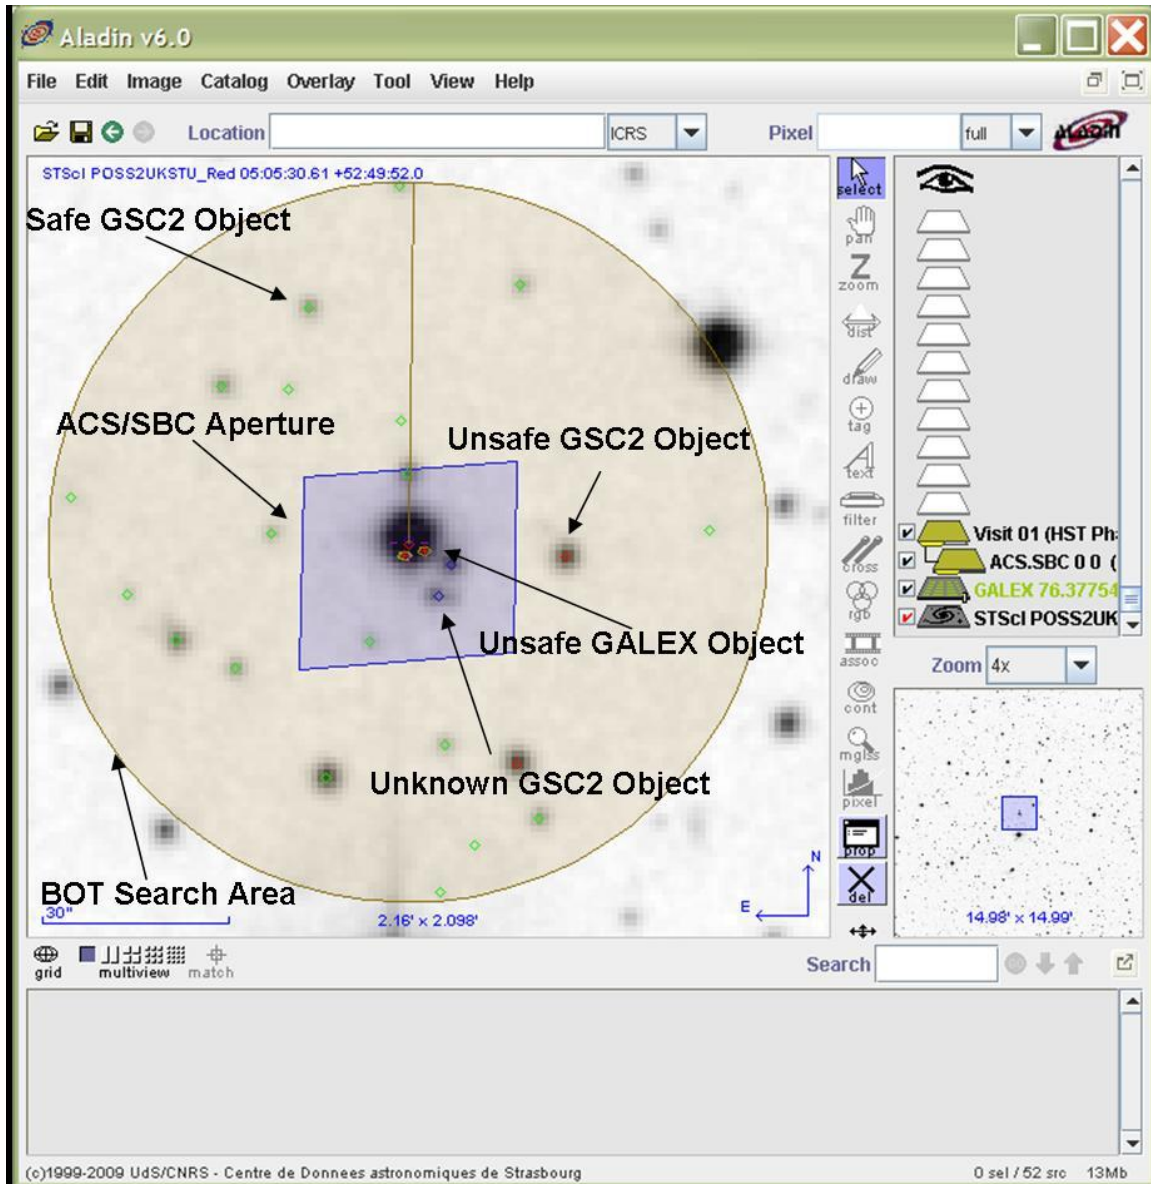 Aladin v6.0
File Edit Image Catalog Overlay Tool View Help
Location ICRS Pixel full Aladin
STScI POSS2UKSTU_Red 05:05:30.61 +52:49:52.0
Safe GSC2 Object
ACS/SBC Aperture
Unsafe GSC2 Object
Unsafe GALEX Object
Unknown GSC2 Object
BOT Search Area
30"
2.16' x 2.098'
N
E
select
pan
Z
zoom
dist
draw
tag
A
text
filter
cross
rgb
assoc
cont
mglss
pixel
prop
del
Visit 01 (HST Ph
ACS.SBC 0 0 (
GALEX 76.37754
STScI POSS2UK
Zoom 4x
14.98' x 14.99'
grid multiview match Search
(c)1999-2009 UdS/CNRS - Centre de Donnees astronomiques de Strasbourg 0 sel / 52 src 13Mb